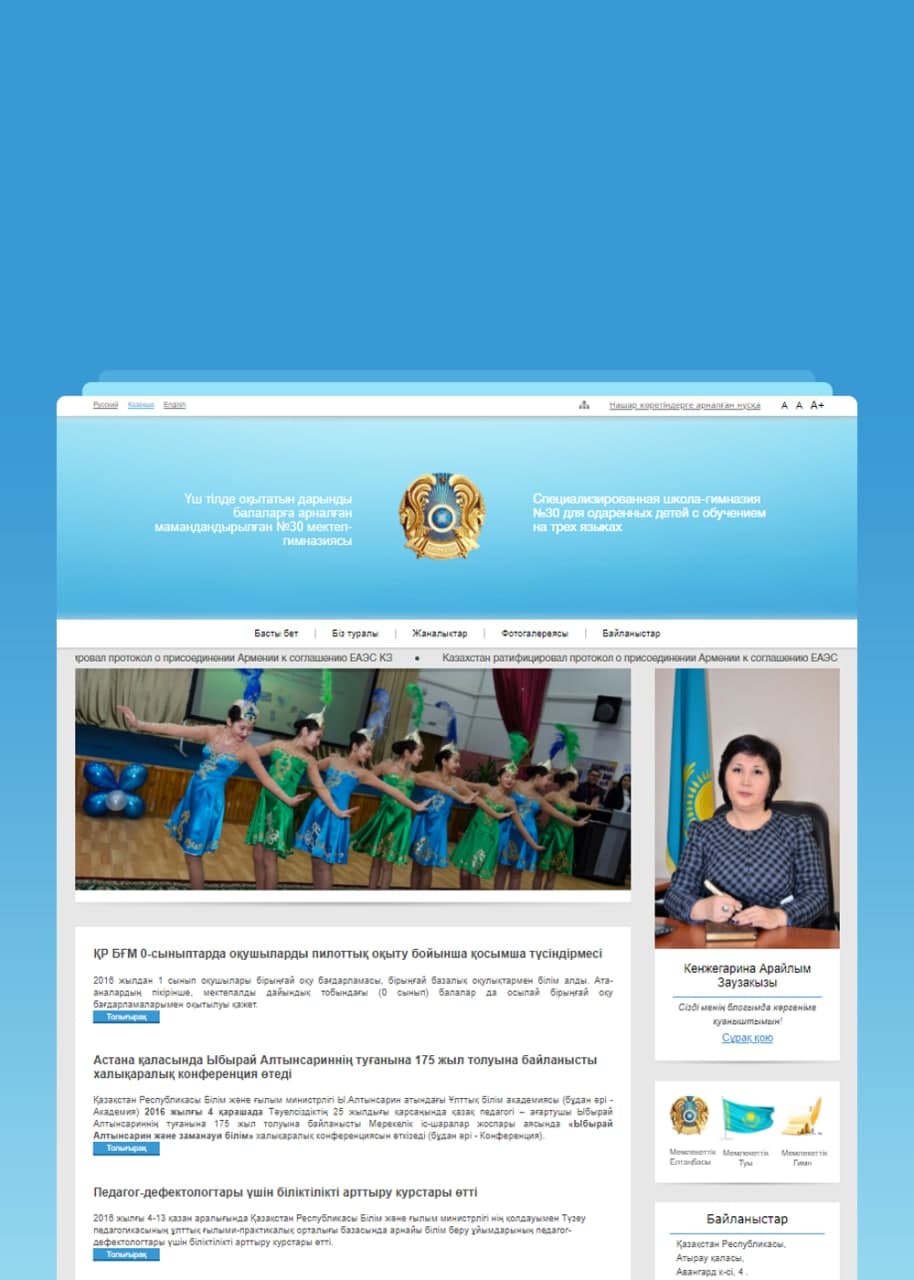 Русский Қазақша English
Нашар көретіндерге арналған нұсқа
A A A+
Үш тілде оқытатын дарынды
балаларға арналған
мамандандырылған №30 мектеп-
гимназиясы
Специализированная школа-гимназия
№30 для одаренных детей с обучением
на трех языках
Басты бет | Біз туралы | Жаналыктар | Фотогалереясы | Байланыстар
ировал протокол о присоединении Армении к соглашению ЕАЭС КЗ • Казахстан ратифицировал протокол о присоединении Армении к соглашению ЕАЭС
ҚР БҒМ 0-сыныптарда оқушыларды пилоттық оқыту бойынша қосымша түсіндірмесі
2016 жылдан 1 сынып оқушылары бірыңғай оқу бағдарламасы, бірыңғай базалық оқулықтармен білім алды. Ата-
аналардың пікірінше, мектепалды дайындық тобындағы (0 сынып) балалар да осылай бірыңғай оқу
бағдарламаларымен оқытылуы қажет.
Толығырақ
Астана қаласында Ыбырай Алтынсариннің туғанына 175 жыл толуына байланысты
халықаралық конференция өтеді
Қазақстан Республикасы Білім және ғылым министрлігі Ы.Алтынсарин атындағы Ұлттық білім академиясы (бұдан әрі -
Академия) 2016 жылғы 4 қарашада Тәуелсіздіктің 25 жылдығы қарсаңында қазақ педагогі – ағартушы Ыбырай
Алтынсариннің туғанына 175 жыл толуына байланысты Мерекелік іс-шаралар жоспары аясында «Ыбырай
Алтынсарин және заманауи білім» халықаралық конференциясын өткізеді (бұдан әрі - Конференция).
Толығырақ
Педагог-дефектологтары үшін біліктілікті арттыру курстары өтті
2016 жылғы 4-13 қазан аралығында Қазақстан Республикасы Білім және ғылым министрлігі нің қолдауымен Түзеу
педагогикасының ұлттық ғылыми-практикалық орталығы базасында арнайы білім беру ұйымдарының педагог-
дефектологтары үшін біліктілікті арттыру курстары өтті.
Толығырақ
Кенжегарина Арайлым
Заузакызы
Сізді менің блогымда көргеніме
қуаныштымын!
Сұрақ қою
Мемлекеттік
Елтаңбасы
Мемлекеттік
Туы
Мемлекеттік
Гимн
Байланыстар
Қазақстан Республикасы,
Атырау қаласы,
Авангард к-сі, 4 .